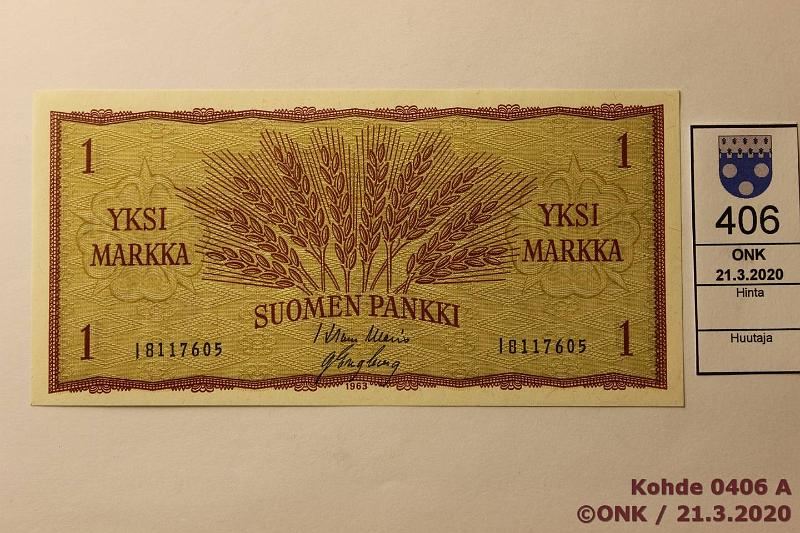 1
1
YKSI
MARKKA
YKSI
MARKKA
SUOMEN PANKKI
1
I8117605
I8117605
1
1963
406
ONK
21.3.2020
Hinta
Huutaja
Kohde 0406 A
©ONK / 21.3.2020